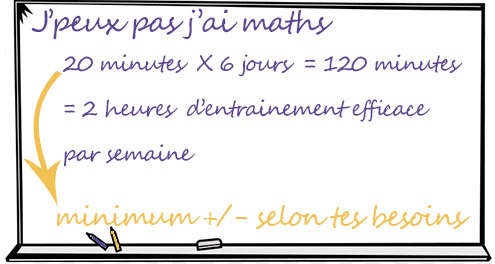 J'peux pas j'ai maths
20 minutes X 6 jours = 120 minutes
= 2 heures d'entrainement efficace
par semaine
minimum +/- selon tes besoins